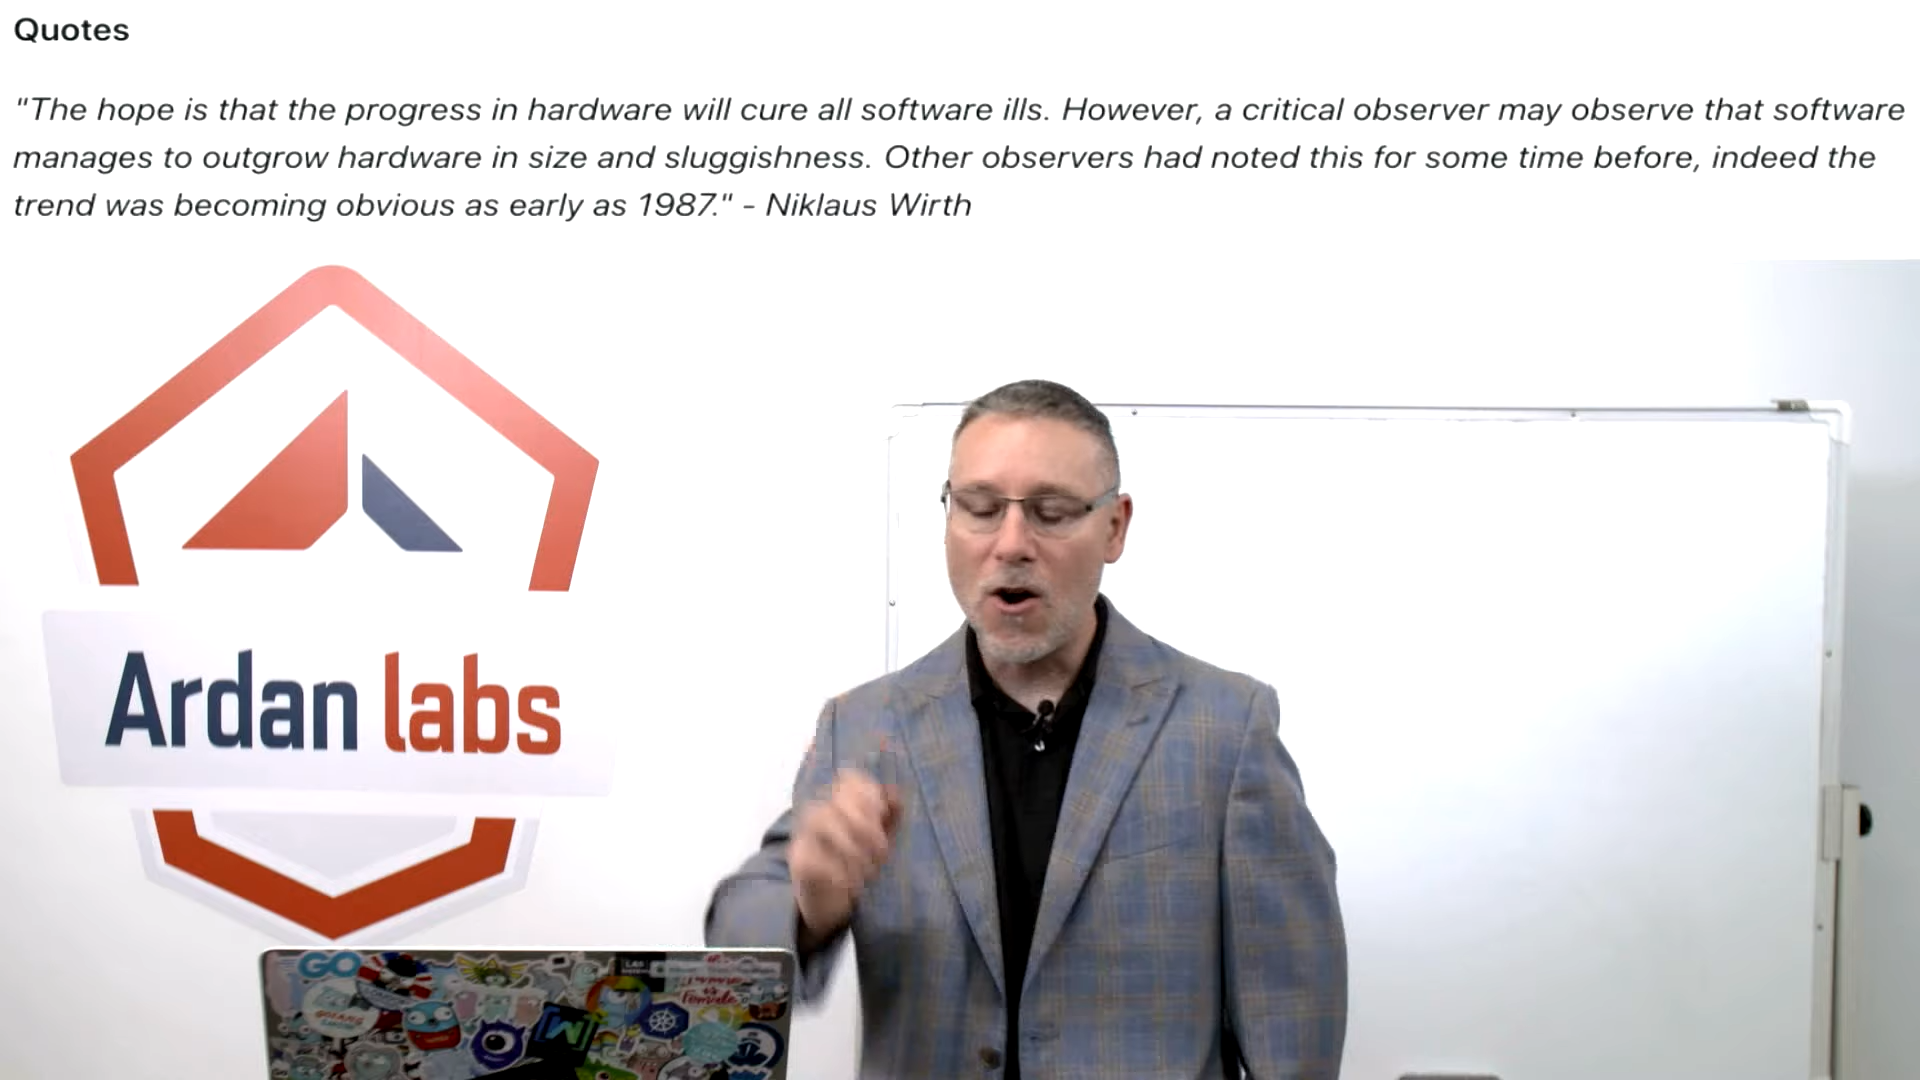 Quotes
"The hope is that the progress in hardware will cure all software ills. However, a critical observer may observe that software
manages to outgrow hardware in size and sluggishness. Other observers had noted this for some time before, indeed the
trend was becoming obvious as early as 1987." - Niklaus Wirth
Ardan labs
GO
GOLANG